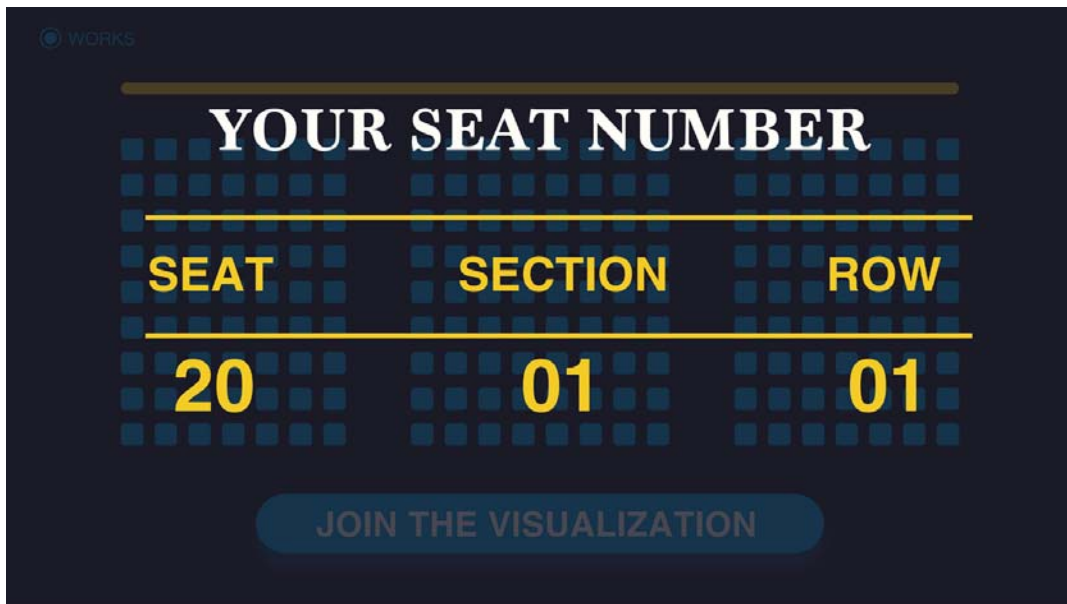 WORKS
YOUR SEAT NUMBER
SEAT SECTION ROW
20 01 01
JOIN THE VISUALIZATION